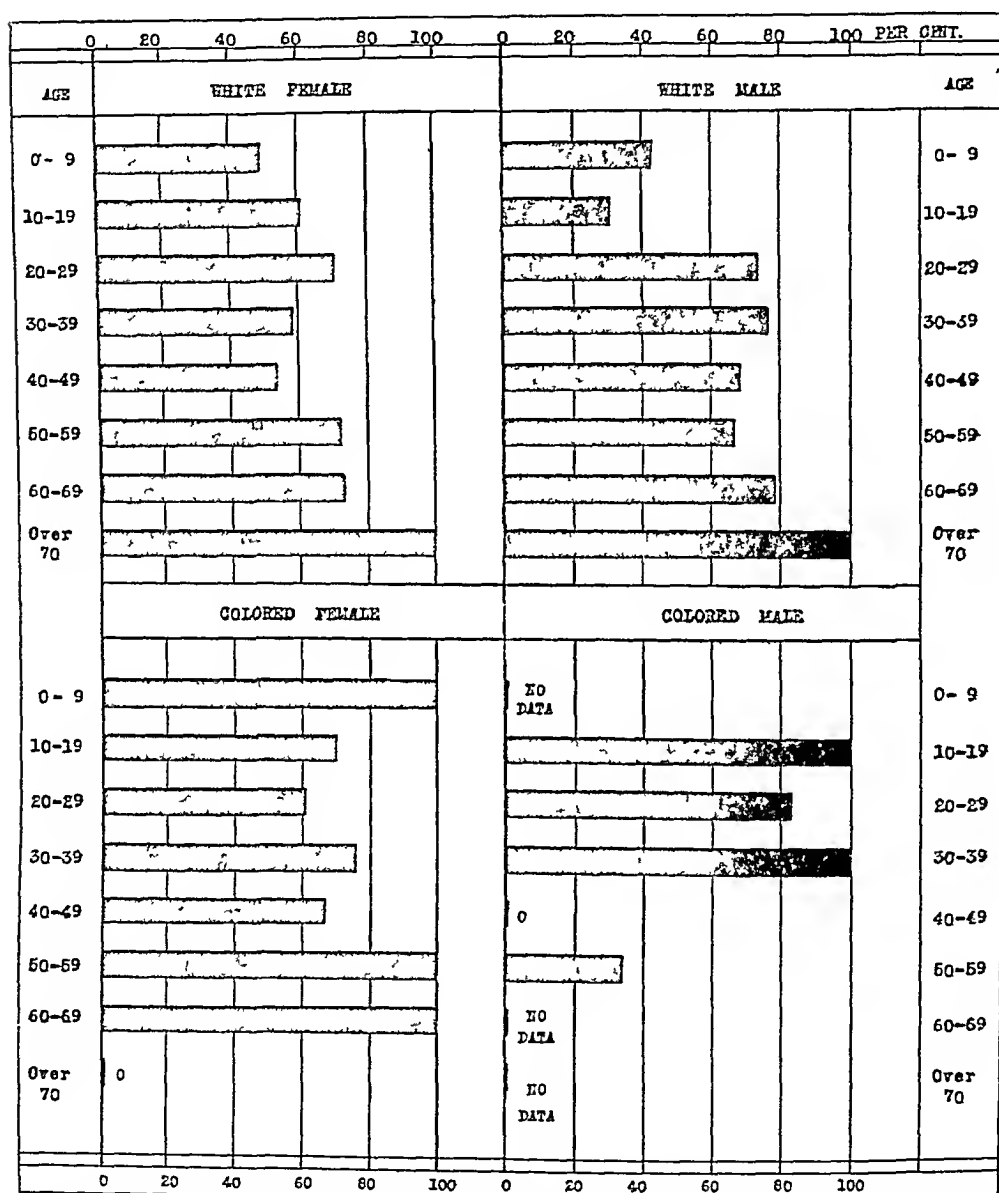 0 20 40 60 80 100 0 20 40 60 80 100 PER CENT.
AGE WHITE FEMALE WHITE MALE AGE
0- 9 0- 9
10-19 10-19
20-29 20-29
30-39 30-39
40-49 40-49
50-59 50-59
60-69 60-69
Over Over
70 70
COLORED FEMALE COLORED MALE
0- 9 NO 0- 9
DATA
10-19 10-19
20-29 20-29
30-39 30-39
40-49 0 40-49
50-59 50-59
60-69 NO 60-69
DATA
Over 0 Over
70 NO 70
DATA
0 20 40 60 80 100 0 20 40 60 80 100